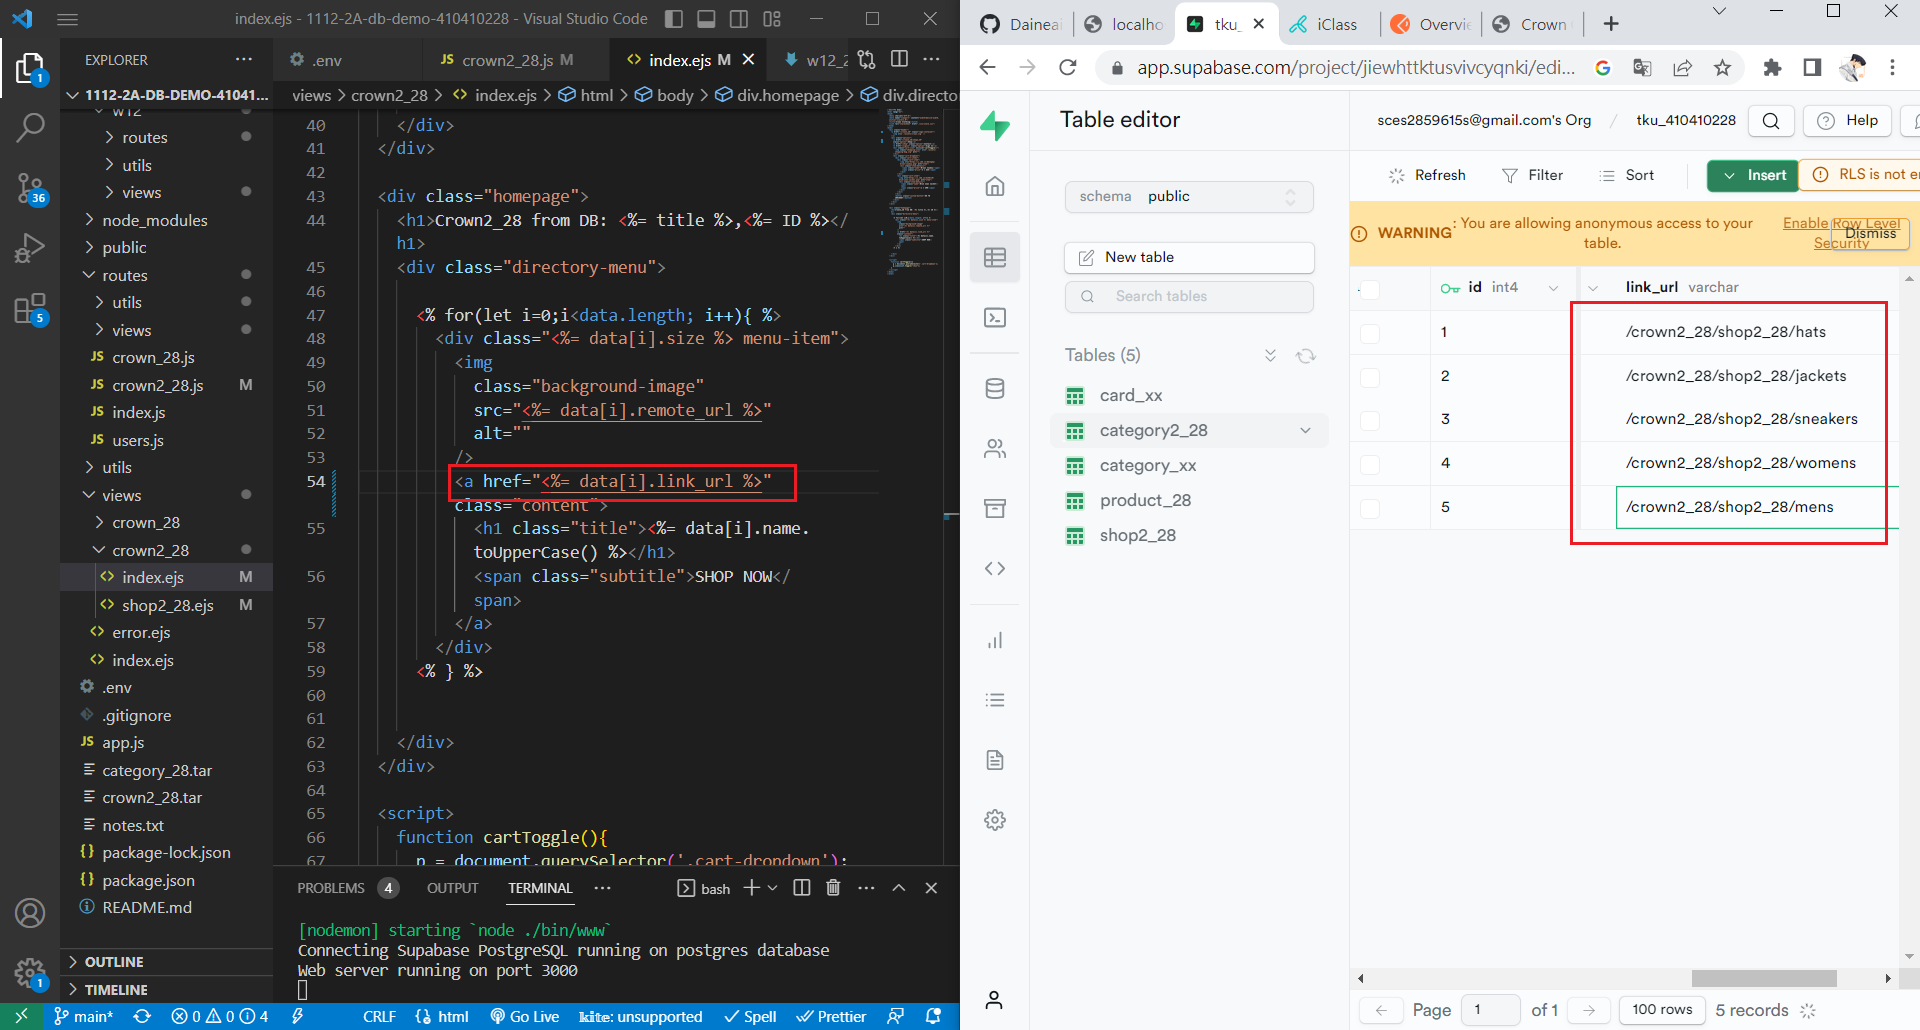 index.ejs - 1112-2A-db-demo-410410228 - Visual Studio Code
EXPLORER
1112-2A-DB-DEMO-41041...
w12
routes
utils
views
node_modules
public
routes
utils
views
JS crown_28.js
JS crown2_28.js M
JS index.js
JS users.js
utils
views
crown_28
crown2_28
<> index.ejs M
<> shop2_28.ejs M
<> error.ejs
<> index.ejs
.env
.gitignore
JS app.js
category_28.tar
crown2_28.tar
notes.txt
{} package-lock.json
{} package.json
README.md
OUTLINE
TIMELINE
1
36
5
1
.env
JS crown2_28.js M
<> index.ejs M
w12_2
views > crown2_28 > <> index.ejs > html > body > div.homepage > div.directo
40 </div>
41 </div>
42
43 <div class="homepage">
44 <h1>Crown2_28 from DB: <%= title %>,<%= ID %></
h1>
45 <div class="directory-menu">
46
47 <% for(let i=0;i<data.length; i++){ %>
48 <div class="<%= data[i].size %> menu-item">
49 <img
50 class="background-image"
51 src="<%= data[i].remote_url %>"
52 alt=""
53 />
54 <a href="<%= data[i].link_url %>"
class="content">
55 <h1 class="title"><%= data[i].name.
toUpperCase() %></h1>
56 <span class="subtitle">SHOP NOW</
span>
57 </a>
58 </div>
59 <% } %>
60
61
62 </div>
63 </div>
64
65 <script>
66 function cartToggle(){
67 p = document.querySelector('.cart-dropdown');
PROBLEMS 4 OUTPUT TERMINAL bash
[nodemon] starting `node ./bin/www`
Connecting Supabase PostgreSQL running on postgres database
Web server running on port 3000
main* 0 0 4 CRLF {} html Go Live kite: unsupported Spell Prettier
Daineai
localho
tku_
iClass
Overvi
Crown
app.supabase.com/project/jiewhttktusvivcyqnki/edi...
Table editor
sces2859615s@gmail.com's Org / tku_410410228 Help
schema public
New table
Search tables
Tables (5)
card_xx
category2_28
category_xx
product_28
shop2_28
Refresh Filter Sort Insert RLS is not e
WARNING: You are allowing anonymous access to your
table.
Enable Row Level
Security
Dismiss
id int4 link_url varchar
1 /crown2_28/shop2_28/hats
2 /crown2_28/shop2_28/jackets
3 /crown2_28/shop2_28/sneakers
4 /crown2_28/shop2_28/womens
5 /crown2_28/shop2_28/mens
Page 1 of 1 100 rows 5 records